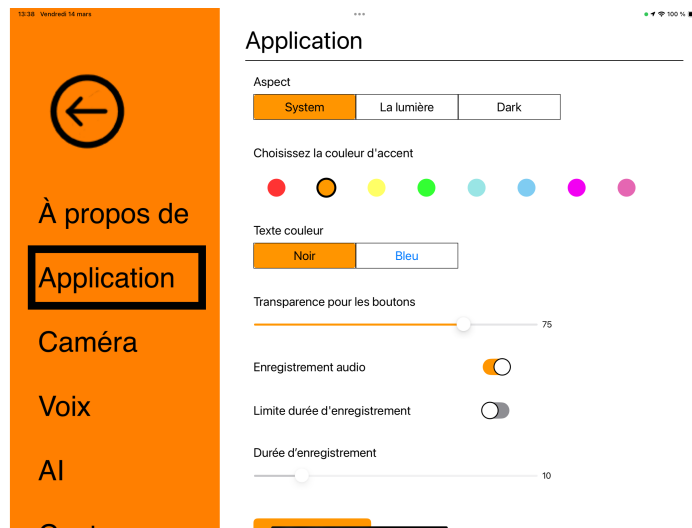 13:38 Vendredi 14 mars
100 %
Application
Aspect
System La lumière Dark
Choisissez la couleur d'accent
À propos de
Texte couleur
Noir Bleu
Application
Transparence pour les boutons
75
Caméra
Enregistrement audio
Voix
Limite durée d'enregistrement
Durée d’enregistrement
AI
10